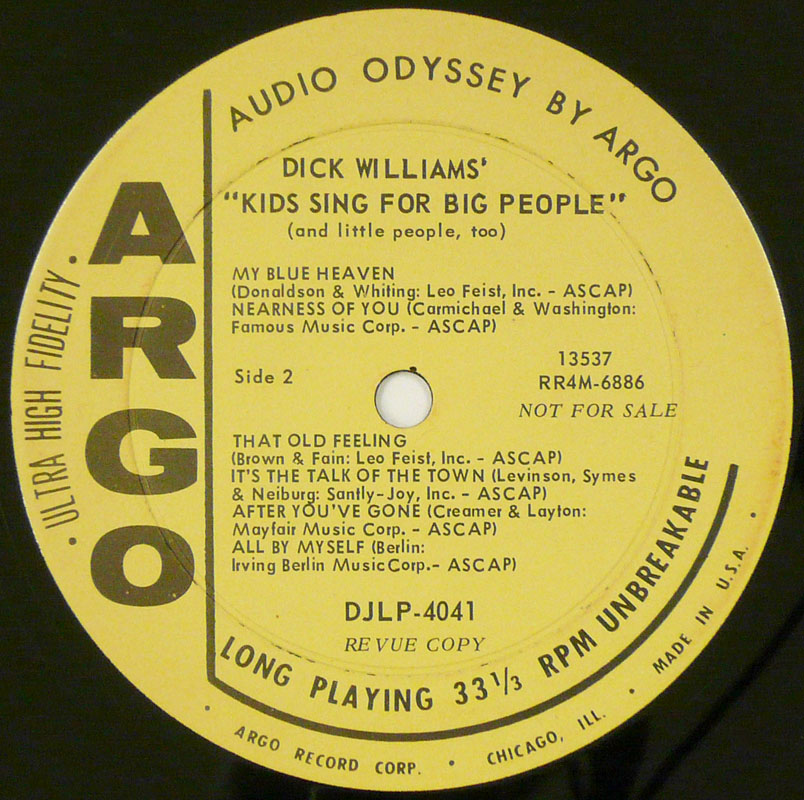 AUDIO ODYSSEY BY ARGO
DICK WILLIAMS'
"KIDS SING FOR BIG PEOPLE"
(and little people, too)
MY BLUE HEAVEN
(Donaldson & Whiting: Leo Feist, Inc. - ASCAP)
NEARNESS OF YOU (Carmichael & Washington:
Famous Music Corp. - ASCAP)
Side 2
13537
RR4M-6886
NOT FOR SALE
THAT OLD FEELING
(Brown & Fain: Leo Feist, Inc. - ASCAP)
IT'S THE TALK OF THE TOWN (Levinson, Symes
& Neiburg: Santly-Joy, Inc. - ASCAP)
AFTER YOU'VE GONE (Creamer & Layton:
Mayfair Music Corp. - ASCAP)
ALL BY MYSELF (Berlin:
Irving Berlin Music Corp.- ASCAP)
DJLP-4041
REVUE COPY
ARGO
• ULTRA HIGH FIDELITY •
LONG PLAYING 33 1/3 RPM UNBREAKABLE
• ARGO RECORD CORP. • CHICAGO, ILL. • MADE IN U.S.A. •